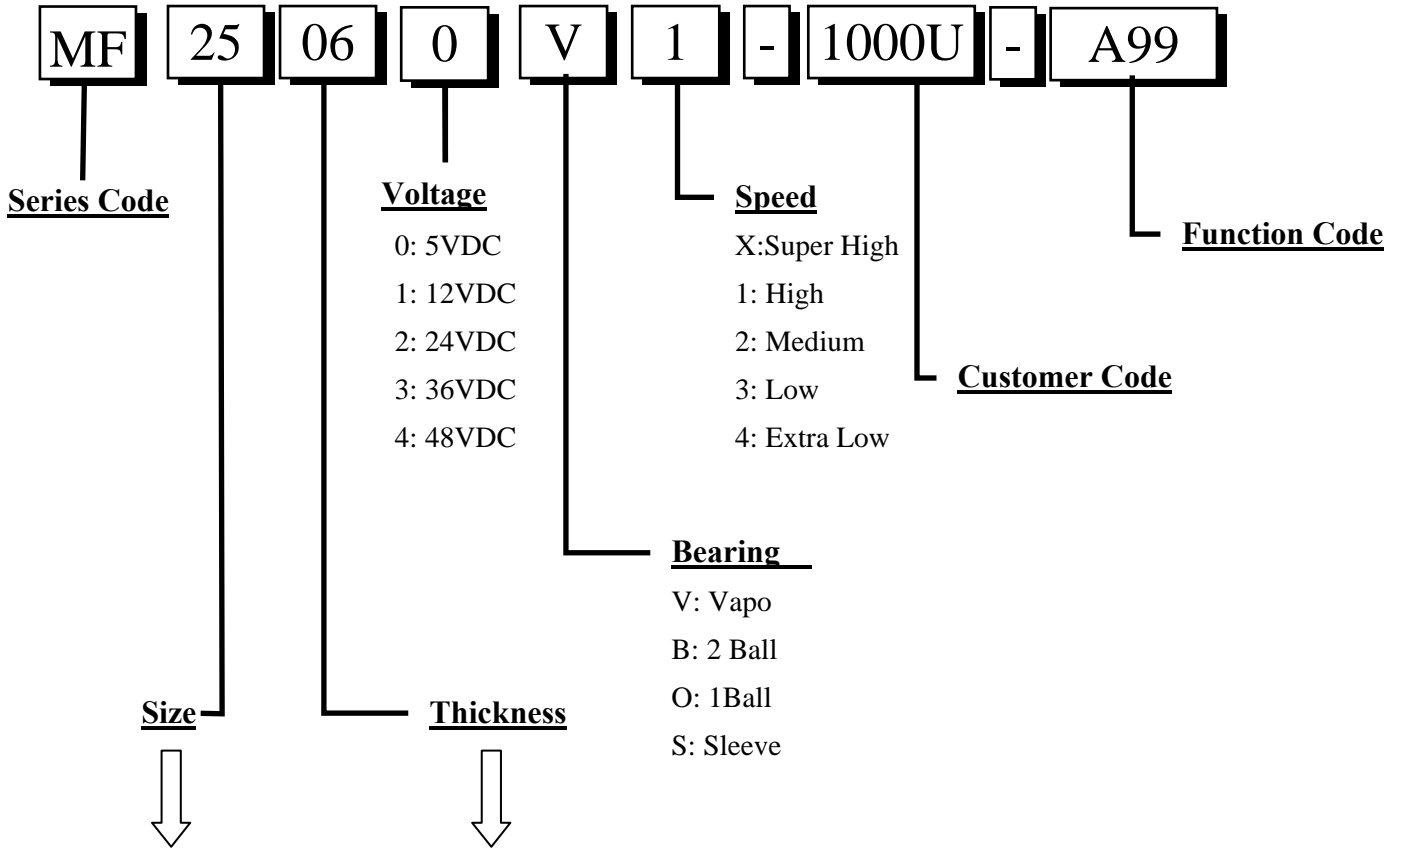 MF 25 06 0 V 1 - 1000U - A99
Series Code
Voltage
0: 5VDC
1: 12VDC
2: 24VDC
3: 36VDC
4: 48VDC
Speed
X:Super High
1: High
2: Medium
3: Low
4: Extra Low
Function Code
Customer Code
Bearing
V: Vapo
B: 2 Ball
O: 1Ball
S: Sleeve
Size
Thickness